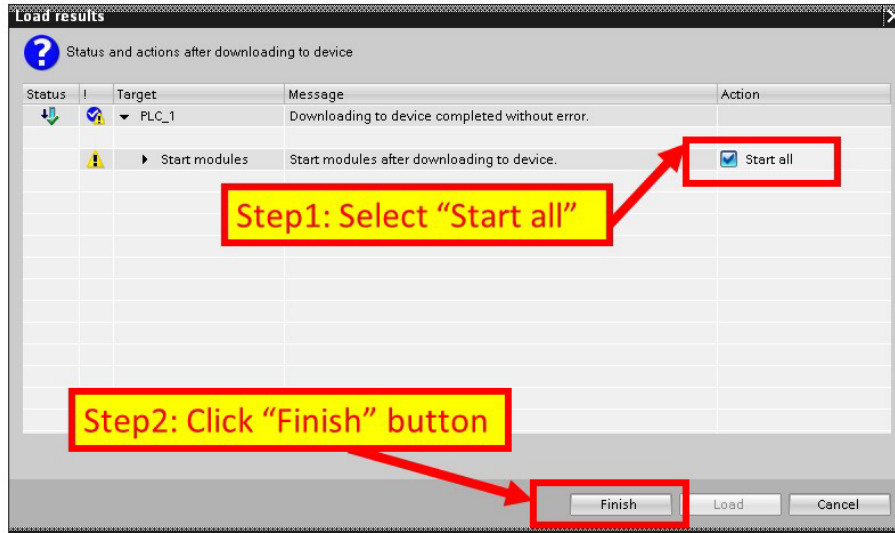 Load results
Status and actions after downloading to device
Status ! Target Message Action
PLC_1 Downloading to device completed without error.
Start modules Start modules after downloading to device. Start all
Step1: Select “Start all”
Step2: Click “Finish” button
Finish Load Cancel